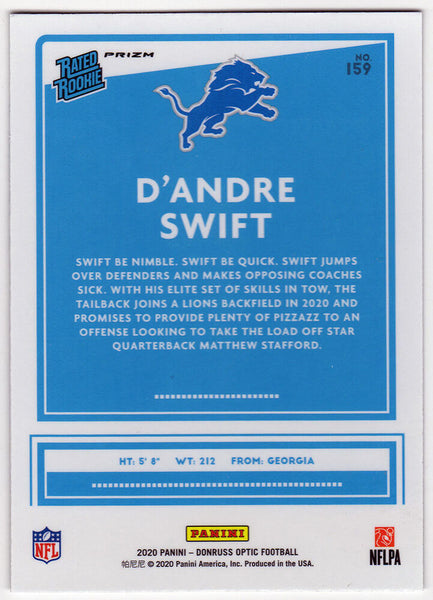 RATED
ROOKIE
PRIZM
NO.
159
D'ANDRE
SWIFT
SWIFT BE NIMBLE. SWIFT BE QUICK. SWIFT JUMPS
OVER DEFENDERS AND MAKES OPPOSING COACHES
SICK. WITH HIS ELITE SET OF SKILLS IN TOW, THE
TAILBACK JOINS A LIONS BACKFIELD IN 2020 AND
PROMISES TO PROVIDE PLENTY OF PIZZAZZ TO AN
OFFENSE LOOKING TO TAKE THE LOAD OFF STAR
QUARTERBACK MATTHEW STAFFORD.
HT: 5' 8" WT: 212 FROM: GEORGIA
NFL
PANINI
NFLPA
2020 PANINI – DONRUSS OPTIC FOOTBALL
帕尼尼 © 2020 Panini America, Inc. Produced in the USA.